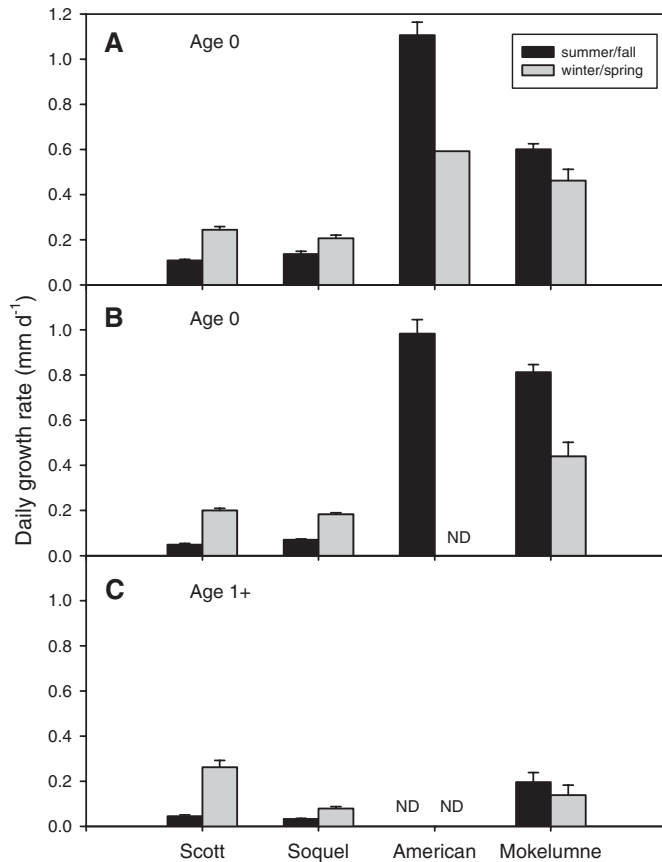 1.2
A
Age 0
summer/fall
winter/spring
1.0
0.8
0.6
0.4
0.2
0.0
B
Age 0
1.0
0.8
0.6
0.4
0.2
ND
0.0
C
Age 1+
1.0
0.8
0.6
0.4
0.2
ND ND
0.0
Daily growth rate (mm d⁻¹)
Scott Soquel American Mokelumne